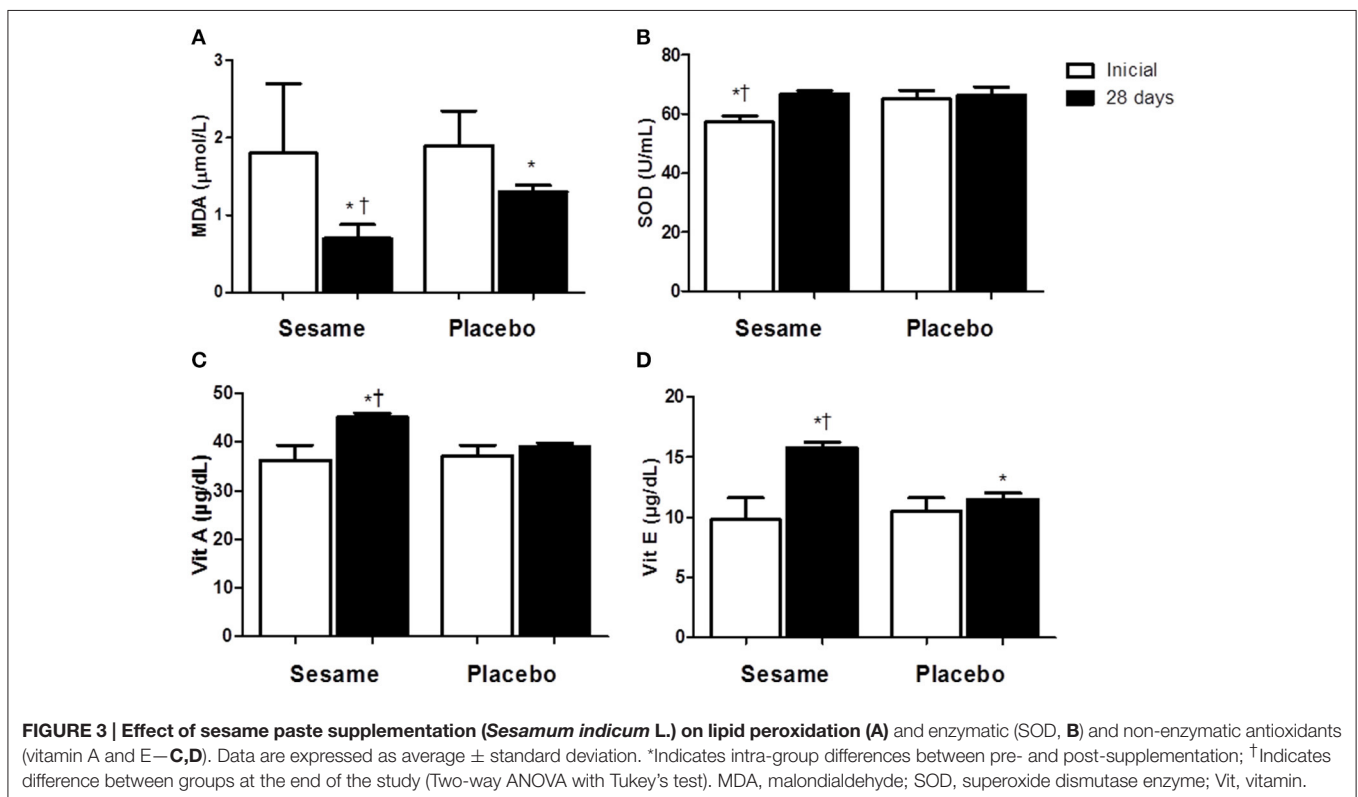 A
3
2
1
0
MDA (µmol/L)
* †
*
Sesame Placebo
B
80
60
40
20
0
SOD (U/mL)
*†
Sesame Placebo
Inicial
28 days
C
50
40
30
20
10
0
Vit A (µg/dL)
*†
Sesame Placebo
D
20
15
10
5
0
Vit E (µg/dL)
*†
*
Sesame Placebo
FIGURE 3 | Effect of sesame paste supplementation (Sesamum indicum L.) on lipid peroxidation (A) and enzymatic (SOD, B) and non-enzymatic antioxidants
(vitamin A and E—C,D). Data are expressed as average ± standard deviation. *Indicates intra-group differences between pre- and post-supplementation; †Indicates
difference between groups at the end of the study (Two-way ANOVA with Tukey's test). MDA, malondialdehyde; SOD, superoxide dismutase enzyme; Vit, vitamin.